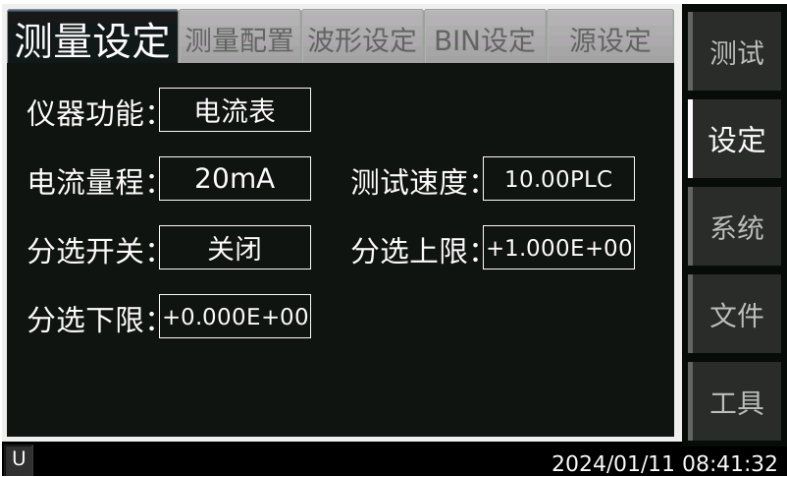 测量设定 测量配置 波形设定 BIN设定 源设定
测试
仪器功能: 电流表
设定
电流量程: 20mA 测试速度: 10.00PLC
系统
分选开关: 关闭 分选上限: +1.000E+00
分选下限: +0.000E+00
文件
工具
U 2024/01/11 08:41:32